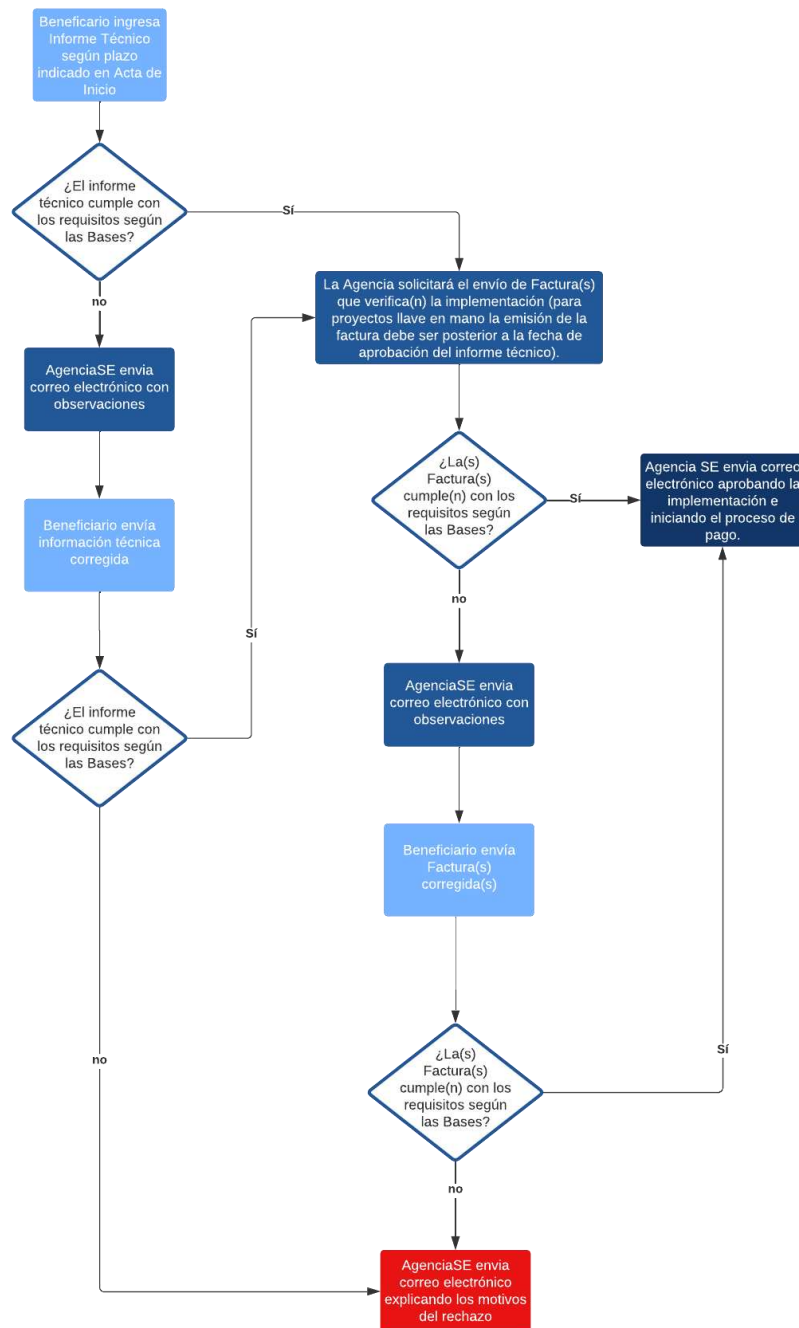 Beneficario ingresa
Informe Técnico
según plazo
indicado en Acta de
Inicio
¿El informe
técnico cumple con
los requisitos según
las Bases?
Sí
no
La Agencia solicitará el envío de Factura(s)
que verifica(n) la implementación (para
proyectos llave en mano la emisión de la
factura debe ser posterior a la fecha de
aprobación del informe técnico).
AgenciaSE envia
correo electrónico con
observaciones
¿La(s)
Factura(s)
cumple(n) con los
requisitos según
las Bases?
Sí
Agencia SE envia correo
electrónico aprobando la
implementación e
iniciando el proceso de
pago.
Beneficiario envía
información técnica
corregida
no
Sí
¿El informe
técnico cumple con
los requisitos según
las Bases?
AgenciaSE envia
correo electrónico con
observaciones
Beneficiario envía
Factura(s)
corregida(s)
no
¿La(s)
Factura(s)
cumple(n) con los
requisitos según
las Bases?
Sí
no
AgenciaSE envia
correo electrónico
explicando los motivos
del rechazo